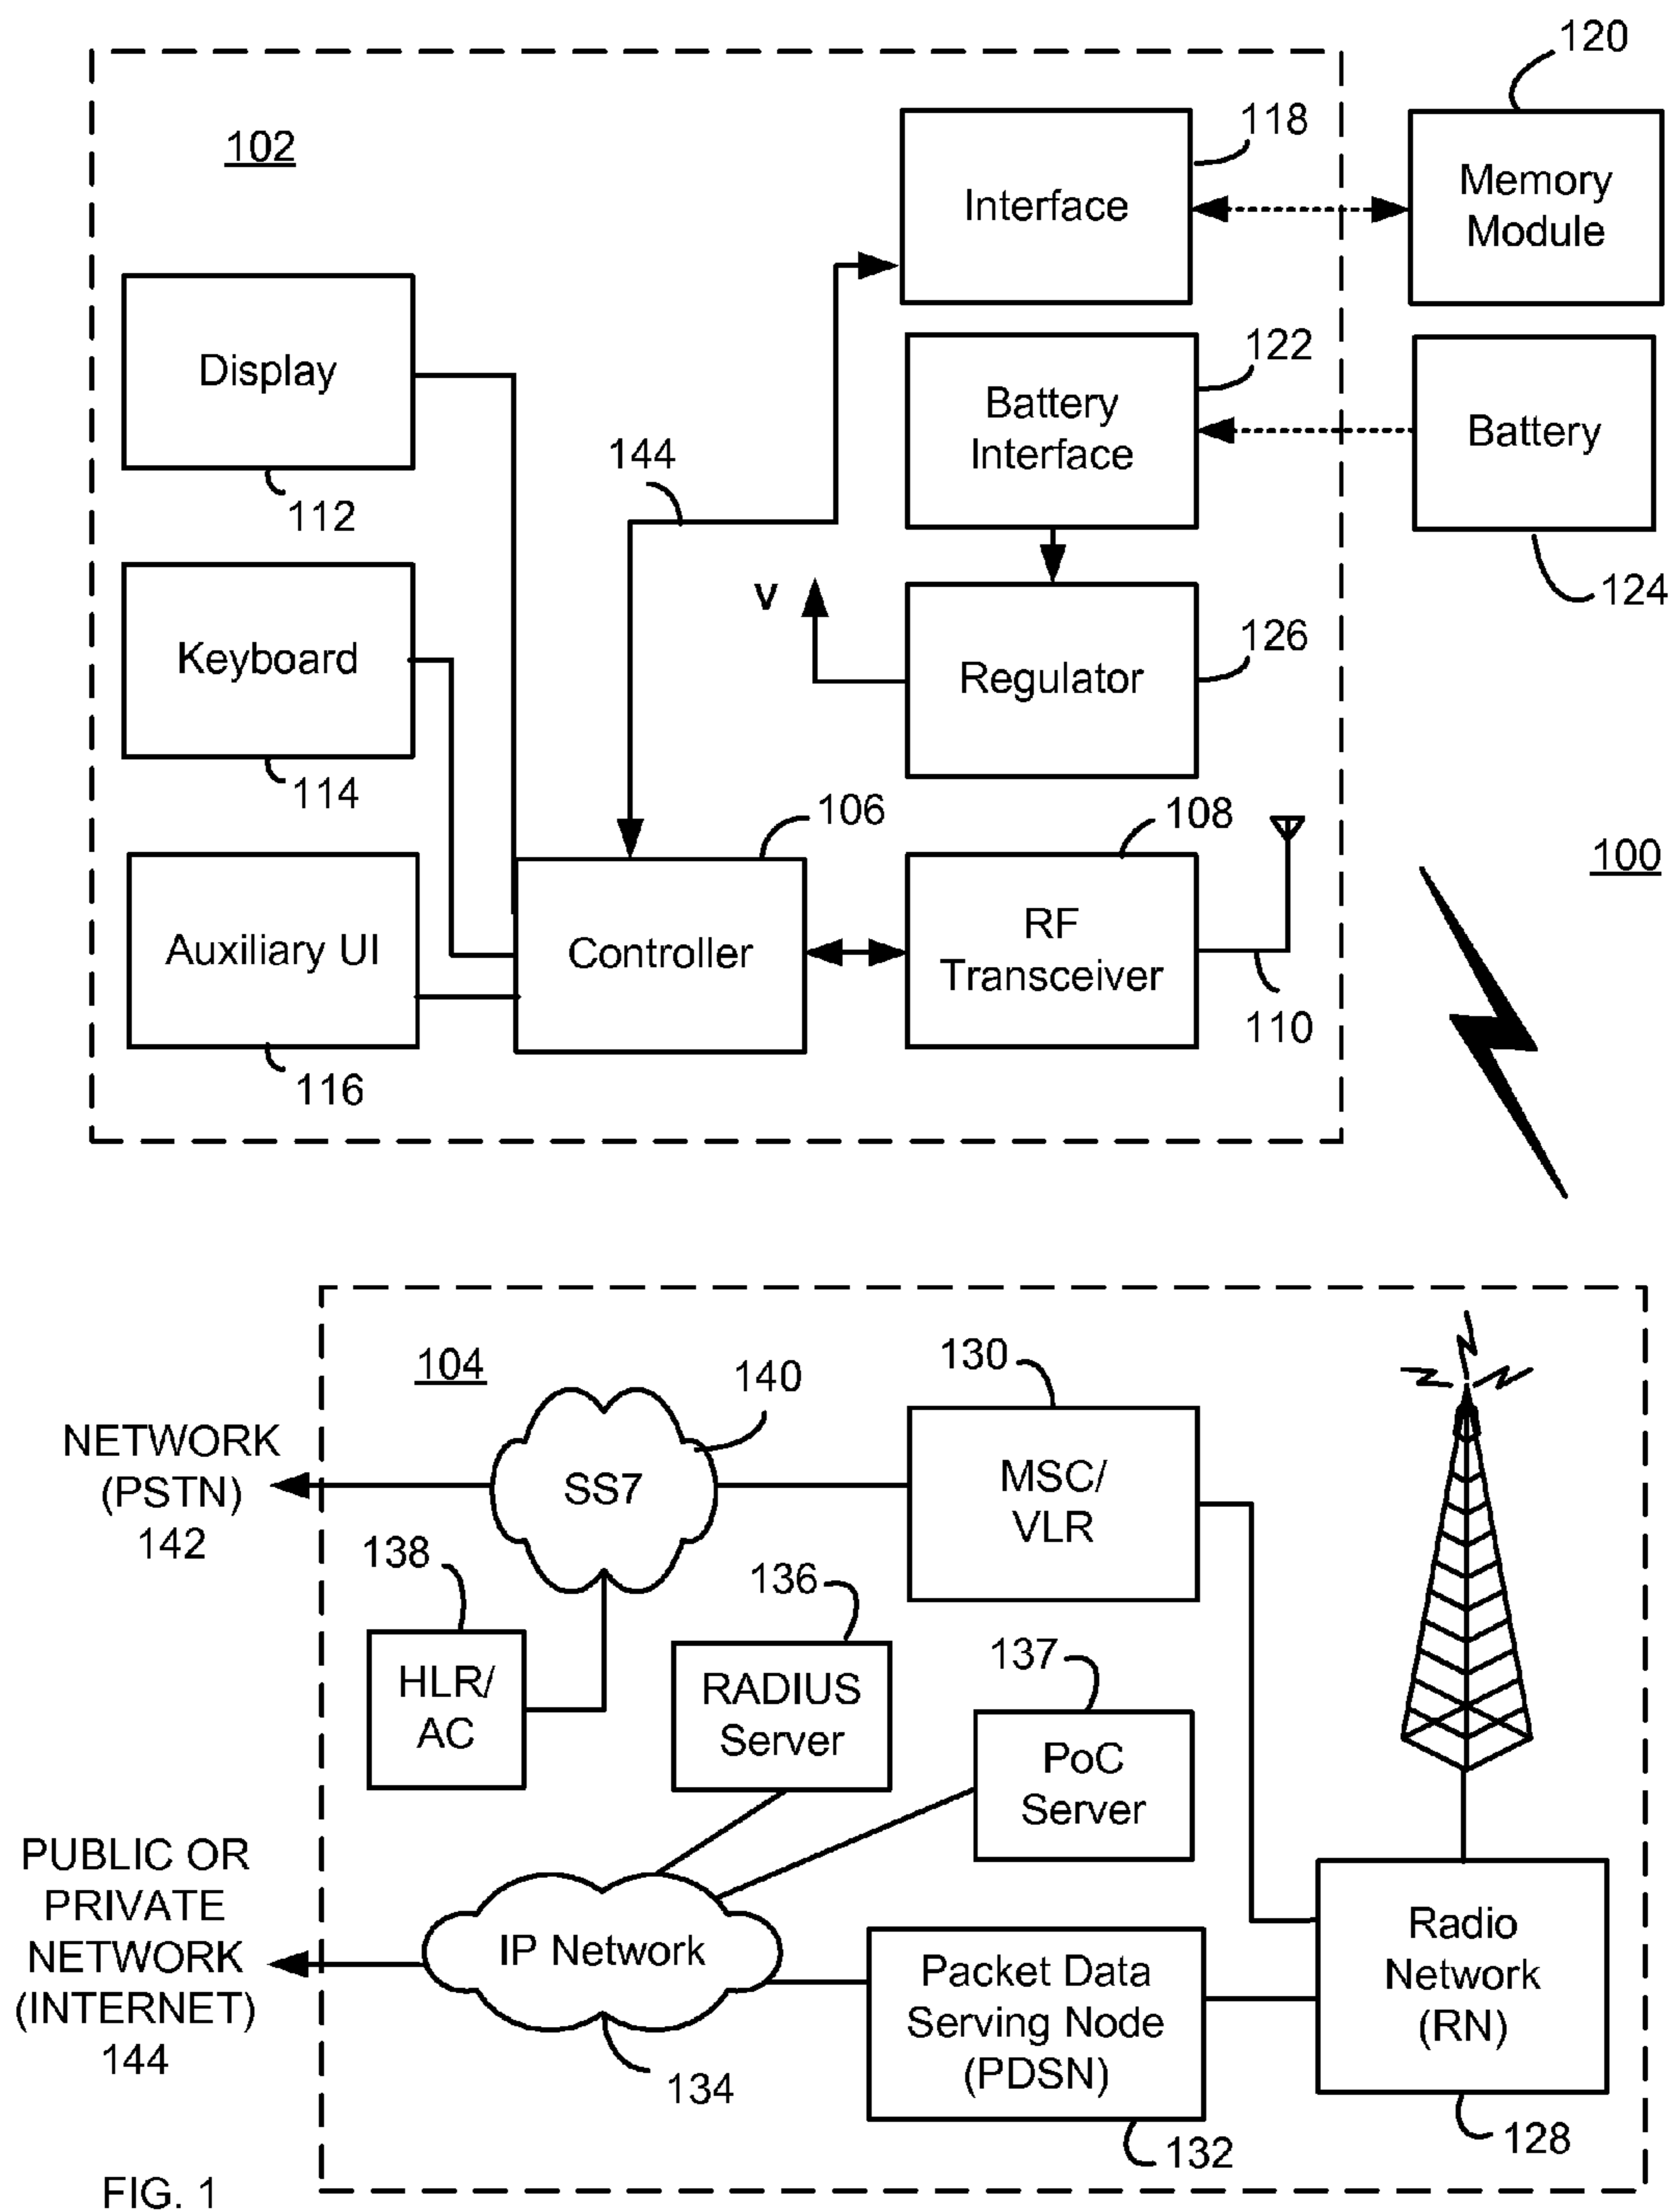 120
102
118
Interface
Memory
Module
Display
112
122
Battery
Interface
Battery
124
144
V
126
Regulator
Keyboard
114
106
108
100
Auxiliary UI
116
Controller
RF
Transceiver
110
104
140
130
NETWORK
(PSTN)
142
SS7
MSC/
VLR
138
136
HLR/
AC
RADIUS
Server
137
PoC
Server
PUBLIC OR
PRIVATE
NETWORK
(INTERNET)
144
IP Network
134
Packet Data
Serving Node
(PDSN)
132
Radio
Network
(RN)
128
FIG. 1